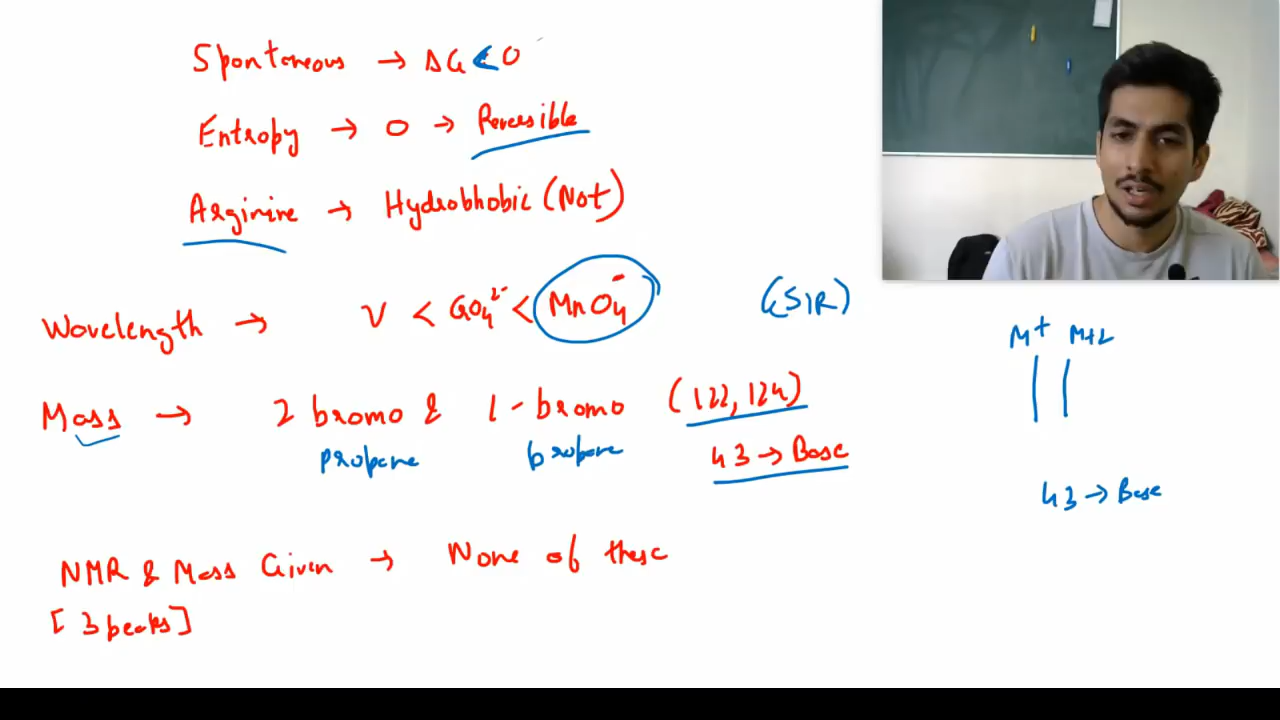 Spontaneous → ΔG < 0
Entropy → 0 → Reversible
Arginine → Hydrobhobic (Not)
Wavelength → V < CrO4²⁻ < MnO4⁻ (SIR)
M+ M+2
Mass → 2 bromo & 1-bromo (122, 124)
propane propane 43 → Base
43 → Base
NMR & Mass Given → None of these
[3 peaks]